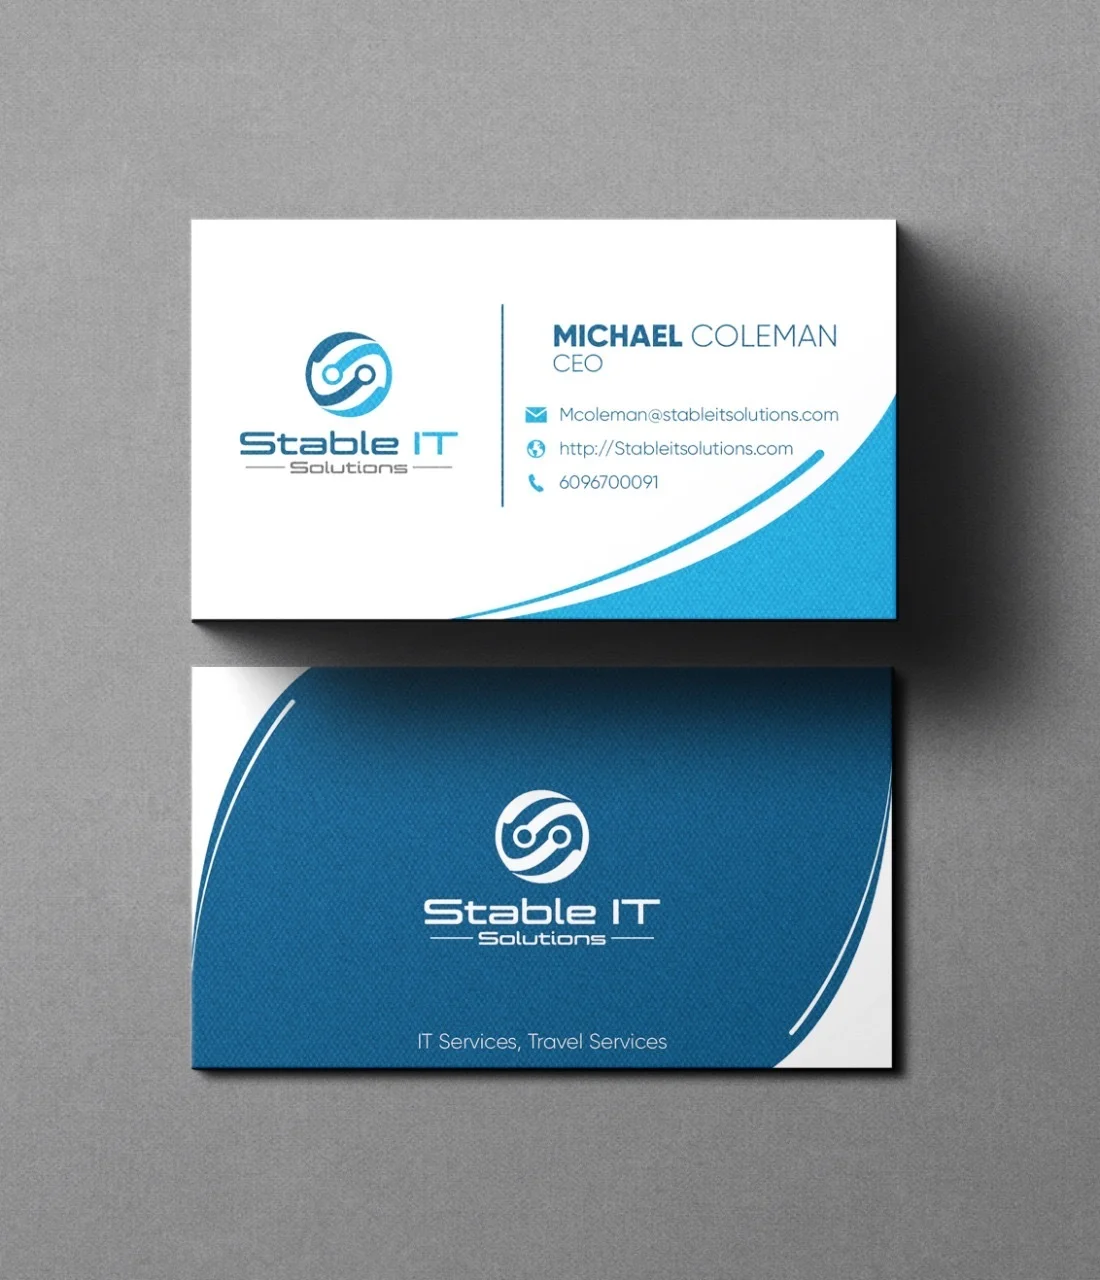 MICHAEL COLEMAN
CEO
Stable IT
Solutions
Mcoleman@stableitsolutions.com
http://Stableitsolutions.com
6096700091
Stable IT
Solutions
IT Services, Travel Services